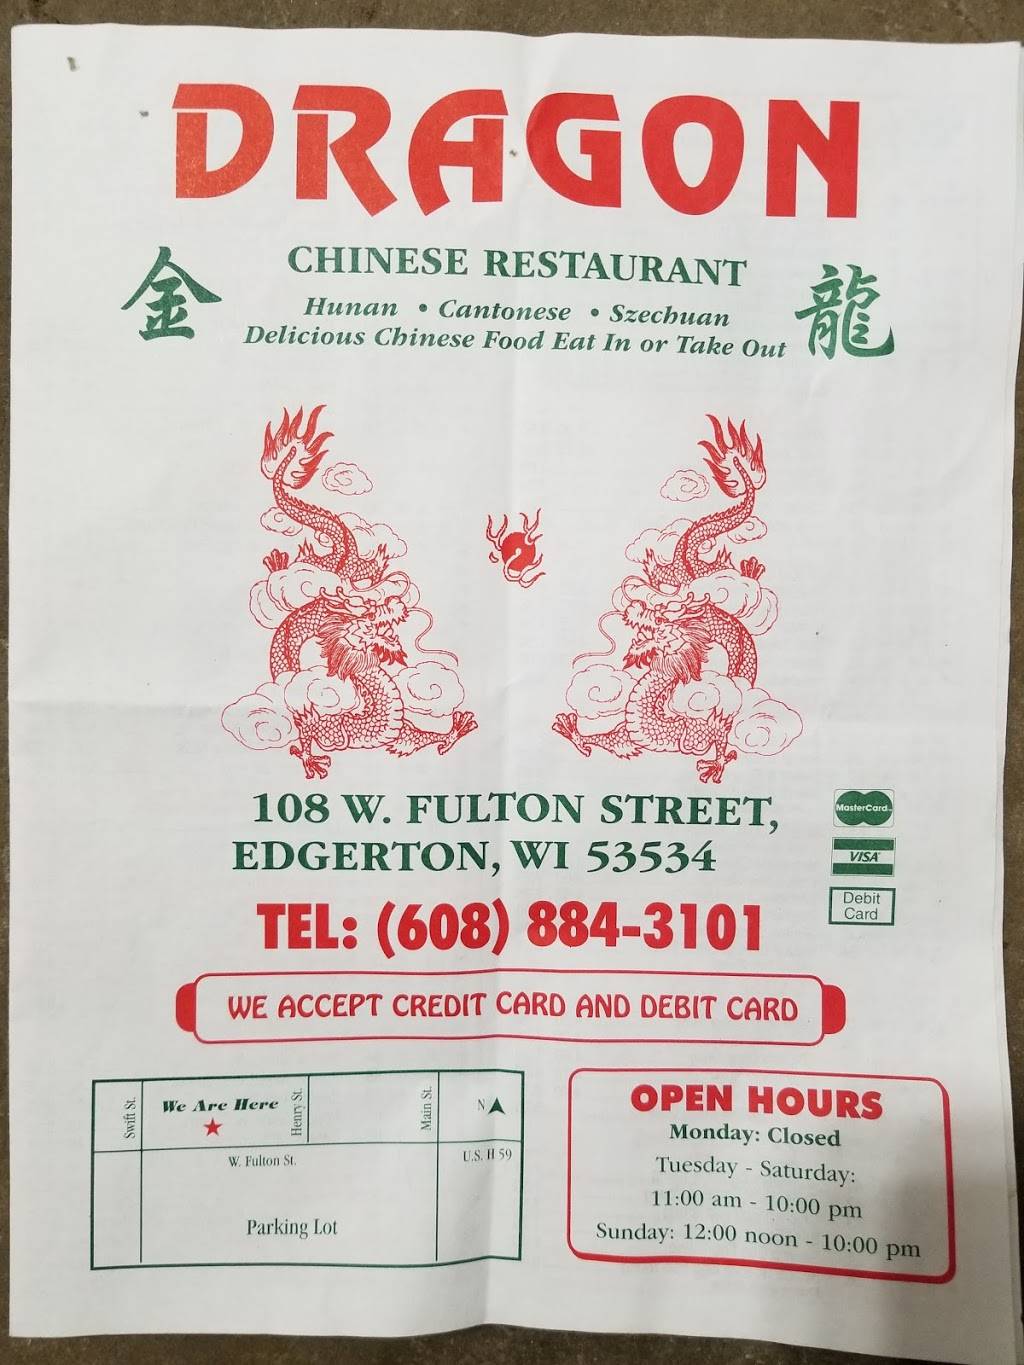 DRAGON
金
龍
CHINESE RESTAURANT
Hunan • Cantonese • Szechuan
Delicious Chinese Food Eat In or Take Out
108 W. FULTON STREET,
EDGERTON, WI 53534
MasterCard
VISA
Debit
Card
TEL: (608) 884-3101
WE ACCEPT CREDIT CARD AND DEBIT CARD
Swift St.
We Are Here
Henry St.
Main St.
N
W. Fulton St.
U.S. H 59
Parking Lot
OPEN HOURS
Monday: Closed
Tuesday - Saturday:
11:00 am - 10:00 pm
Sunday: 12:00 noon - 10:00 pm